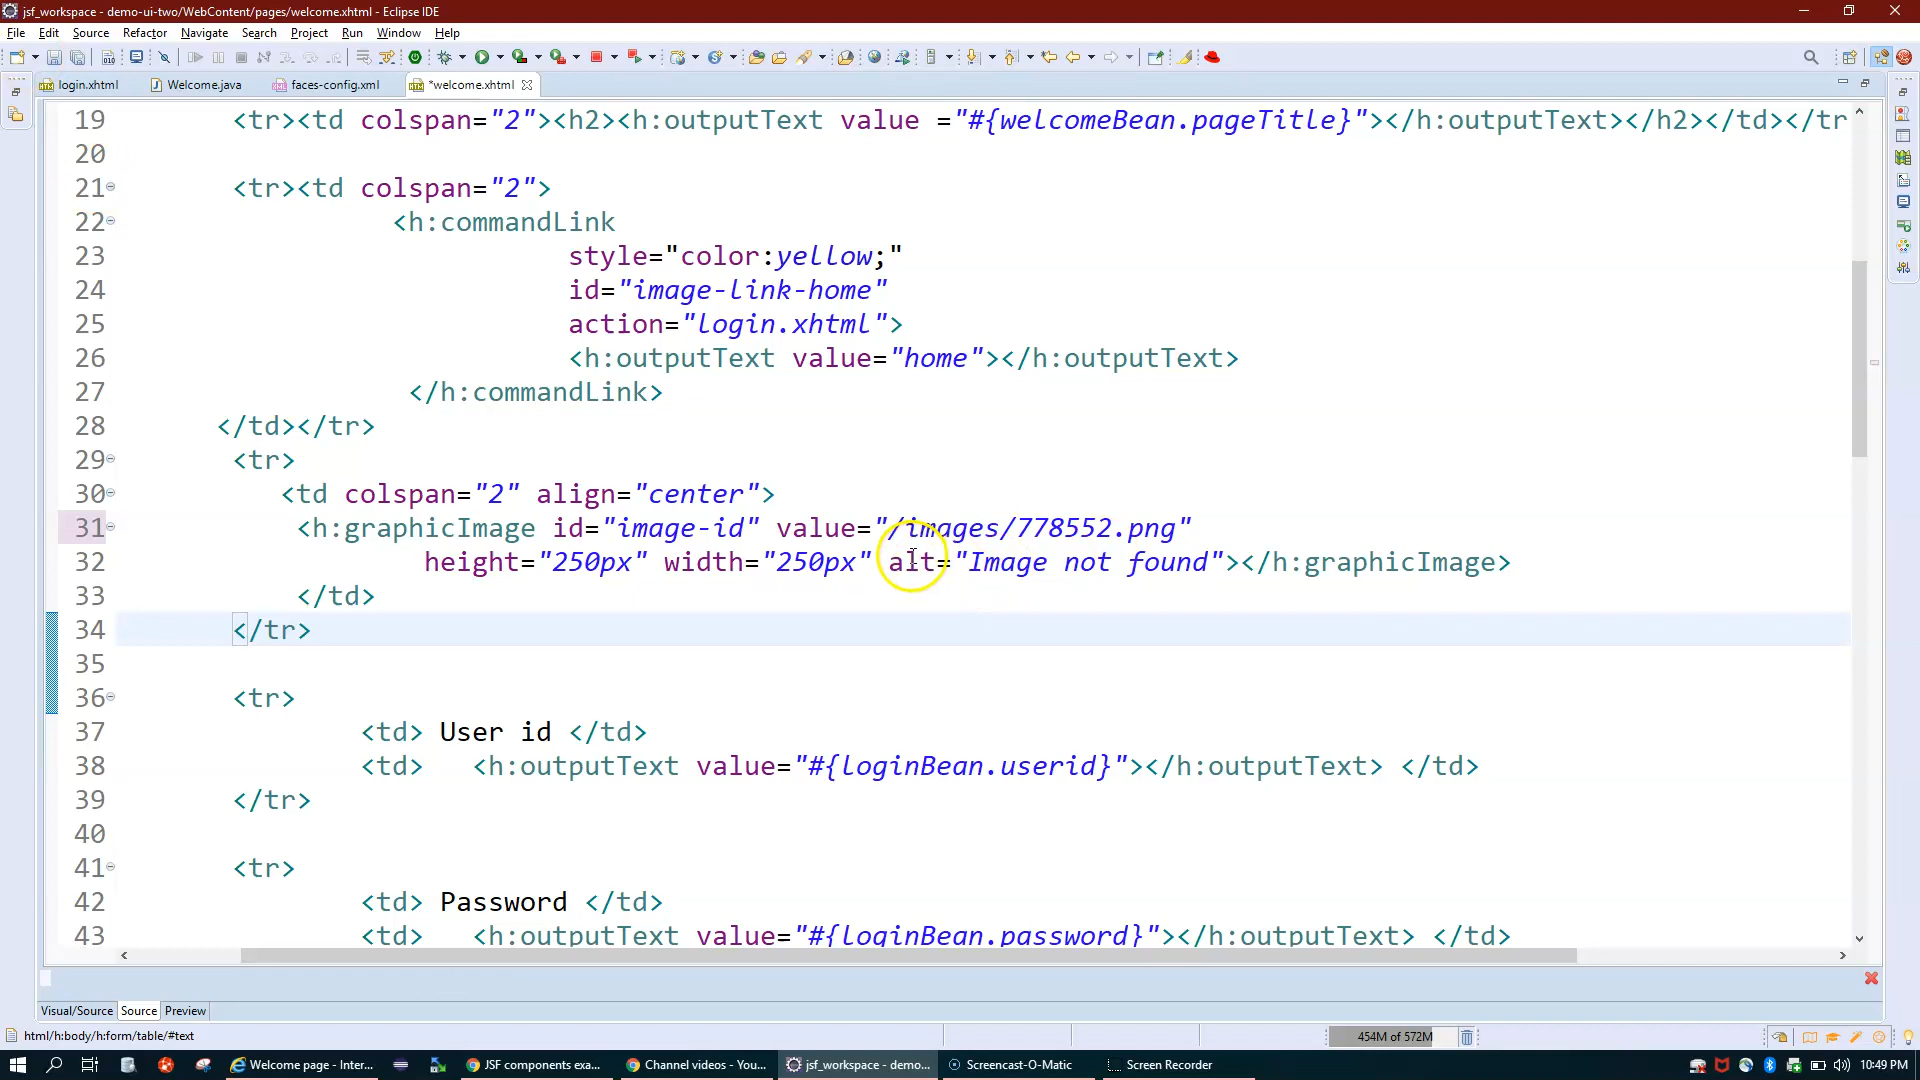 jsf_workspace - demo-ui-two/WebContent/pages/welcome.xhtml - Eclipse IDE
File Edit Source Refactor Navigate Search Project Run Window Help
login.xhtml Welcome.java faces-config.xml *welcome.xhtml
19 <tr><td colspan="2"><h2><h:outputText value ="#{welcomeBean.pageTitle}"></h:outputText></h2></td></tr
20
21 <tr><td colspan="2">
22 <h:commandLink
23 style="color:yellow;"
24 id="image-link-home"
25 action="login.xhtml">
26 <h:outputText value="home"></h:outputText>
27 </h:commandLink>
28 </td></tr>
29 <tr>
30 <td colspan="2" align="center">
31 <h:graphicImage id="image-id" value="/images/778552.png"
32 height="250px" width="250px" alt="Image not found"></h:graphicImage>
33 </td>
34 </tr>
35
36 <tr>
37 <td> User id </td>
38 <td> <h:outputText value="#{loginBean.userid}"></h:outputText> </td>
39 </tr>
40
41 <tr>
42 <td> Password </td>
43 <td> <h:outputText value="#{loginBean.password}"></h:outputText> </td>
Visual/Source Source Preview
html/h:body/h:form/table/#text 454M of 572M
Welcome page - Inter... JSF components exa... Channel videos - You... jsf_workspace - demo... Screencast-O-Matic Screen Recorder 10:49 PM